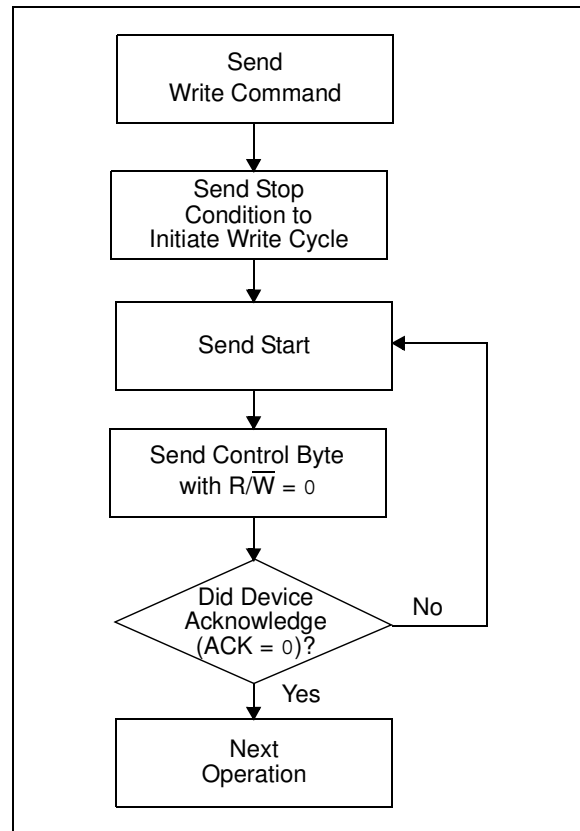 Send
Write Command
Send Stop
Condition to
Initiate Write Cycle
Send Start
Send Control Byte
with R/W̅ = 0
Did Device
Acknowledge
(ACK = 0)?
No
Yes
Next
Operation